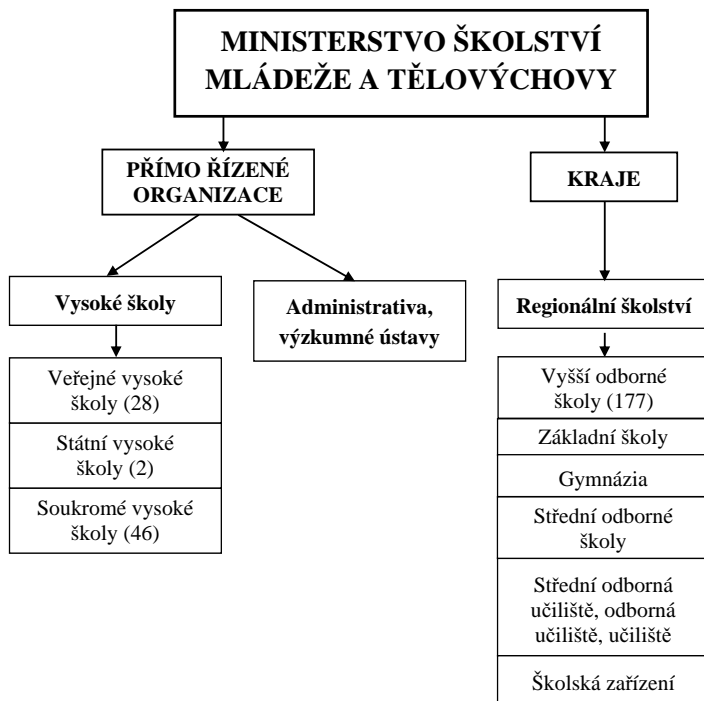 MINISTERSTVO ŠKOLSTVÍ
MLÁDEŽE A TĚLOVÝCHOVY
PŘÍMO ŘÍZENÉ
ORGANIZACE
KRAJE
Vysoké školy
Administrativa,
výzkumné ústavy
Regionální školství
Veřejné vysoké
školy (28)
Státní vysoké
školy (2)
Soukromé vysoké
školy (46)
Vyšší odborné
školy (177)
Základní školy
Gymnázia
Střední odborné
školy
Střední odborná
učiliště, odborná
učiliště, učiliště
Školská zařízení